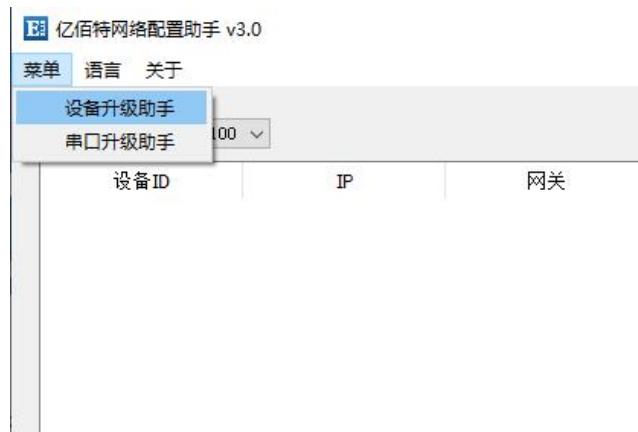 亿佰特网络配置助手 v3.0
菜单 语言 关于
设备升级助手
串口升级助手
100
设备ID IP 网关